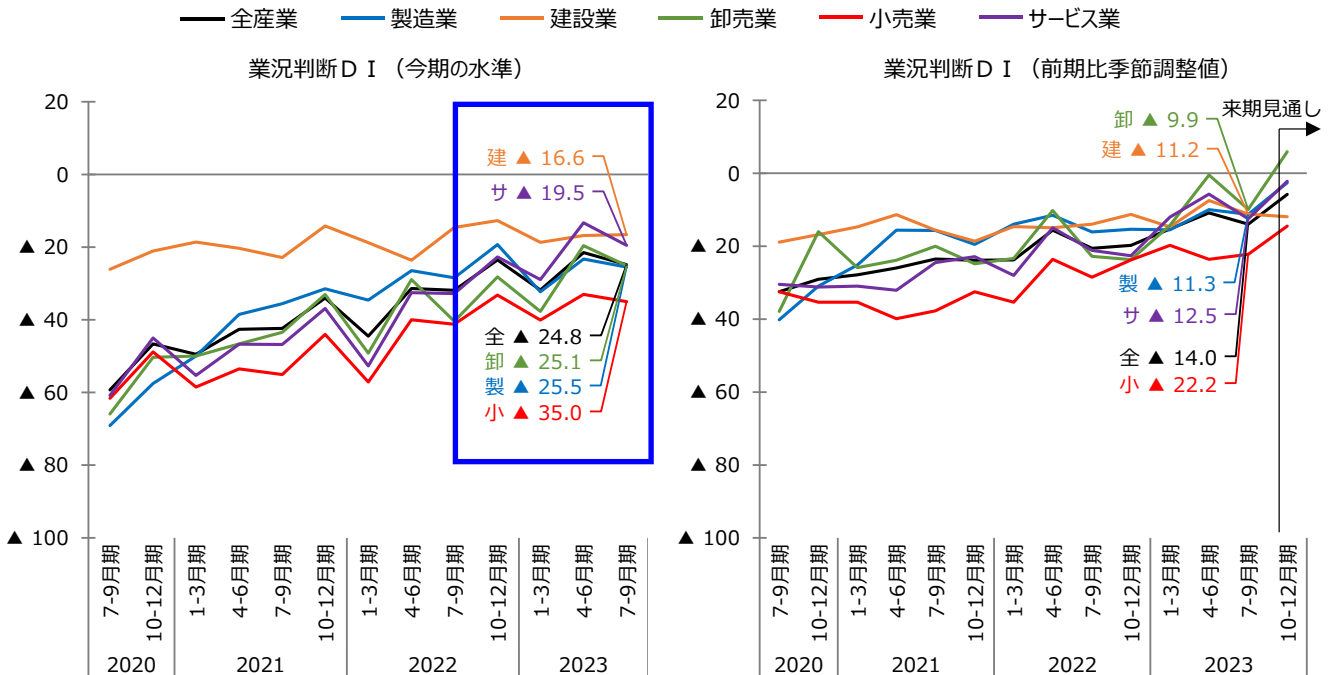 全産業 製造業 建設業 卸売業 小売業 サービス業
業況判断ＤＩ（今期の水準）
20
0
▲ 20
▲ 40
▲ 60
▲ 80
▲ 100
建 ▲ 16.6
サ ▲ 19.5
全 ▲ 24.8
卸 ▲ 25.1
製 ▲ 25.5
小 ▲ 35.0
7-9月期 10-12月期 1-3月期 4-6月期 7-9月期 10-12月期 1-3月期 4-6月期 7-9月期 10-12月期 1-3月期 4-6月期 7-9月期
2020 2021 2022 2023
業況判断ＤＩ（前期比季節調整値）
20
0
▲ 20
▲ 40
▲ 60
▲ 80
▲ 100
来期見通し
卸 ▲ 9.9
建 ▲ 11.2
製 ▲ 11.3
サ ▲ 12.5
全 ▲ 14.0
小 ▲ 22.2
7-9月期 10-12月期 1-3月期 4-6月期 7-9月期 10-12月期 1-3月期 4-6月期 7-9月期 10-12月期 1-3月期 4-6月期 7-9月期 10-12月期
2020 2021 2022 2023